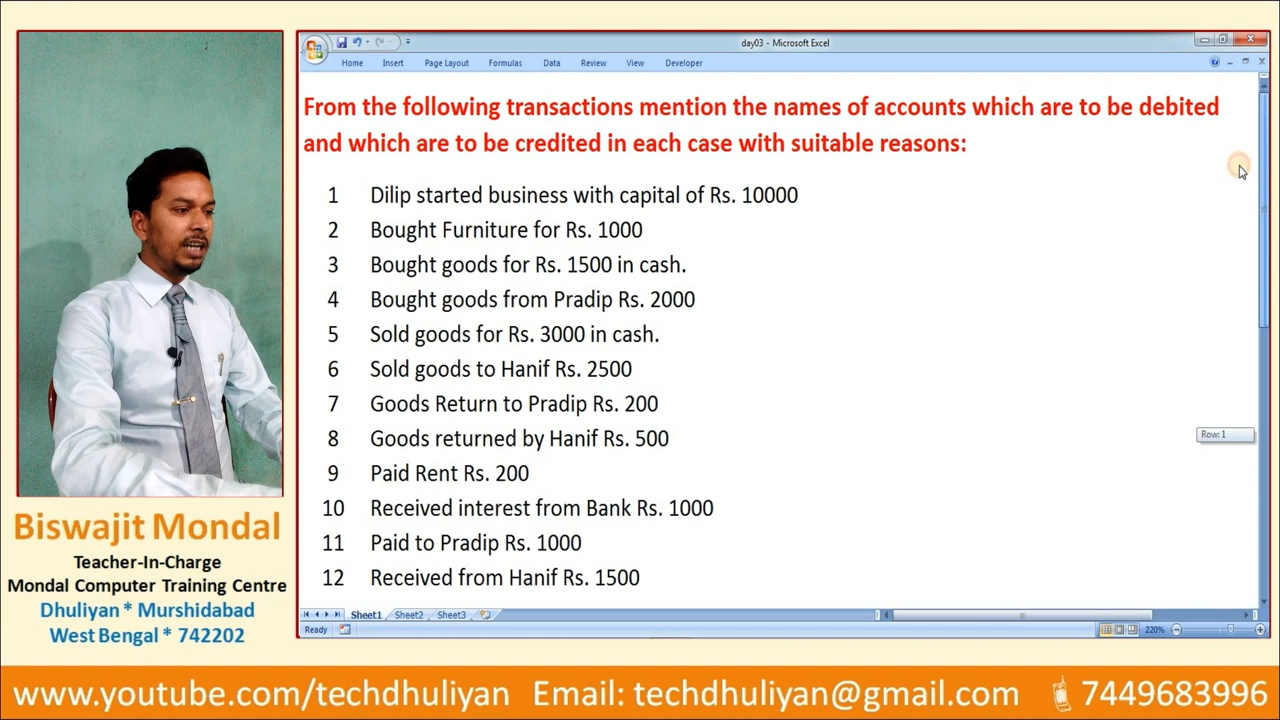 day03 - Microsoft Excel
Home Insert Page Layout Formulas Data Review View Developer
From the following transactions mention the names of accounts which are to be debited
and which are to be credited in each case with suitable reasons:
1 Dilip started business with capital of Rs. 10000
2 Bought Furniture for Rs. 1000
3 Bought goods for Rs. 1500 in cash.
4 Bought goods from Pradip Rs. 2000
5 Sold goods for Rs. 3000 in cash.
6 Sold goods to Hanif Rs. 2500
7 Goods Return to Pradip Rs. 200
8 Goods returned by Hanif Rs. 500
Row: 1
9 Paid Rent Rs. 200
10 Received interest from Bank Rs. 1000
11 Paid to Pradip Rs. 1000
12 Received from Hanif Rs. 1500
Sheet1 Sheet2 Sheet3
Ready 220%
Biswajit Mondal
Teacher-In-Charge
Mondal Computer Training Centre
Dhuliyan * Murshidabad
West Bengal * 742202
www.youtube.com/techdhuliyan Email: techdhuliyan@gmail.com 7449683996